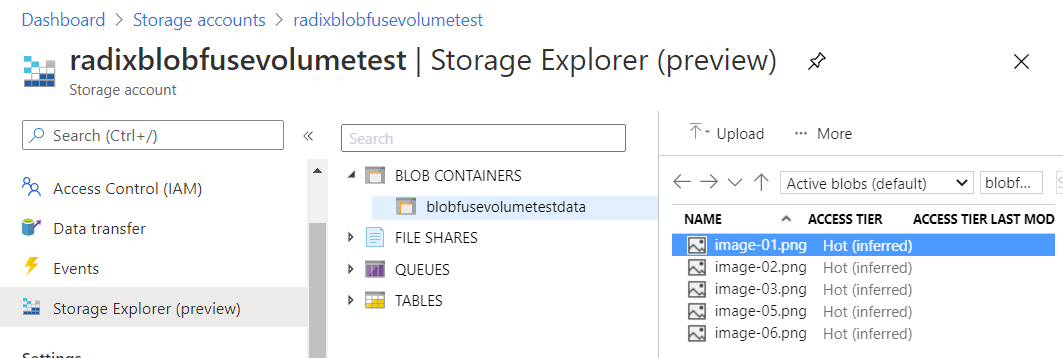 Dashboard > Storage accounts > radixblobfusevolumetest
radixblobfusevolumetest | Storage Explorer (preview)
Storage account
Search (Ctrl+/)
Access Control (IAM)
Data transfer
Events
Storage Explorer (preview)
Settings
Search
BLOB CONTAINERS
blobfusevolumetestdata
FILE SHARES
QUEUES
TABLES
Upload ··· More
Active blobs (default) blobf...
NAME ACCESS TIER ACCESS TIER LAST MOD
image-01.png Hot (inferred)
image-02.png Hot (inferred)
image-03.png Hot (inferred)
image-05.png Hot (inferred)
image-06.png Hot (inferred)